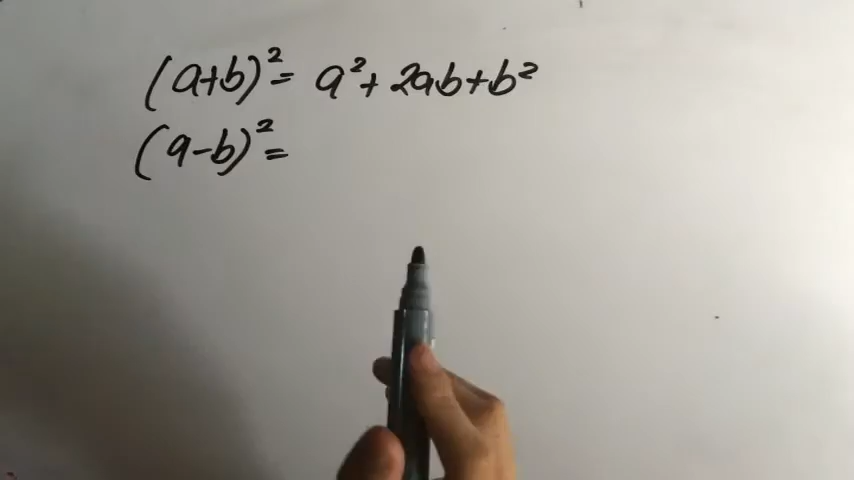 (a+b)² = a² + 2ab + b²
(a-b)² =